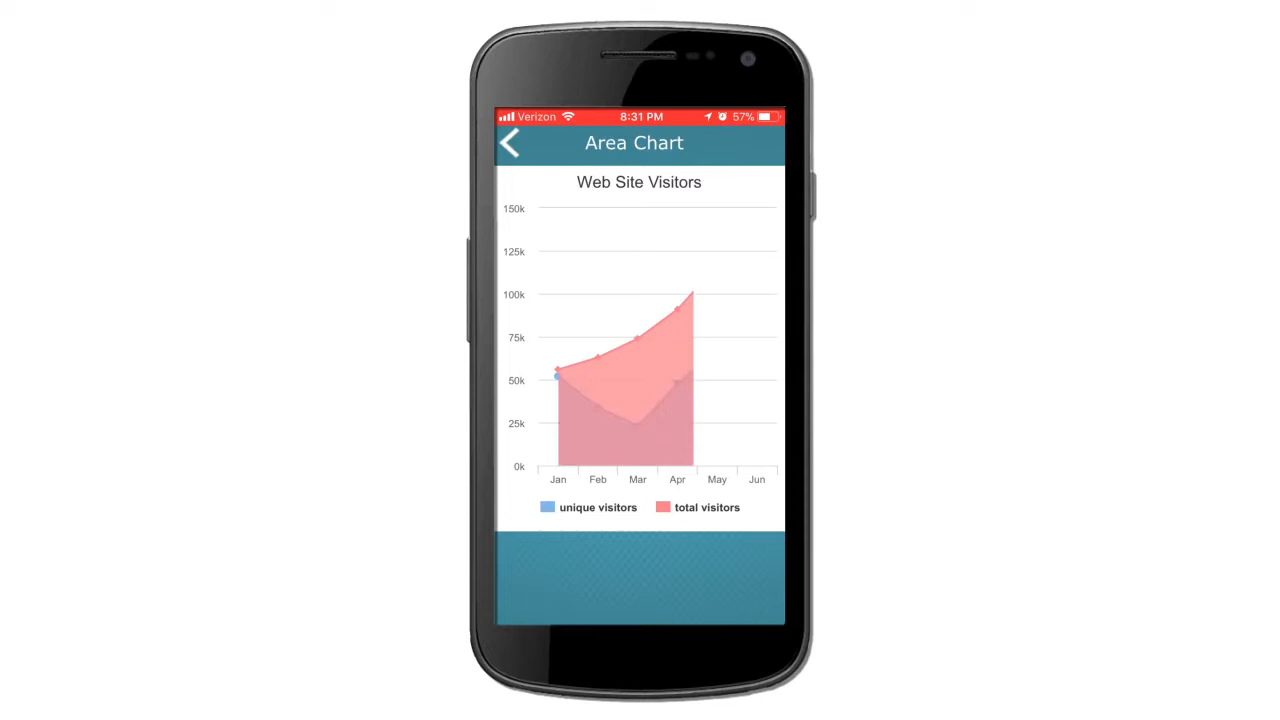 Verizon 8:31 PM 57%
Area Chart
Web Site Visitors
150k
125k
100k
75k
50k
25k
0k
Jan Feb Mar Apr May Jun
unique visitors total visitors